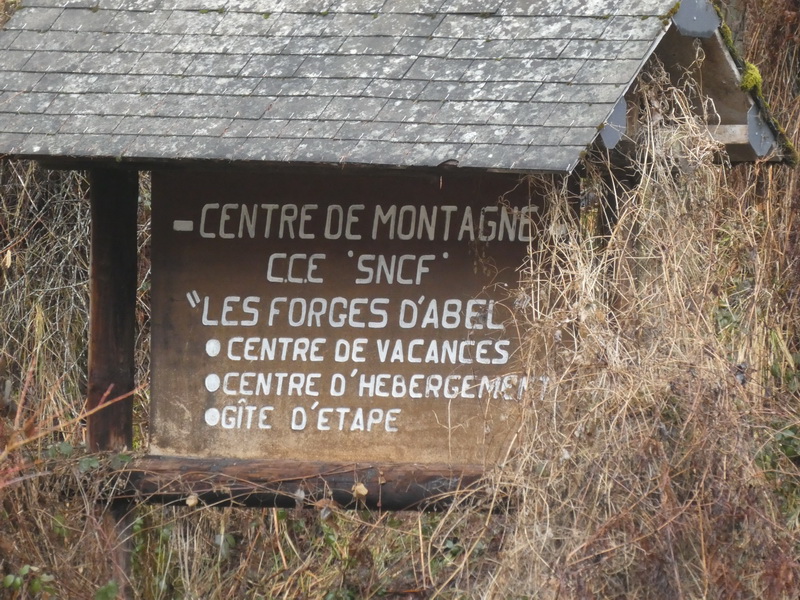 - CENTRE DE MONTAGNE -
C.C.E "SNCF"
"LES FORGES D'ABEL"
• CENTRE DE VACANCES
• CENTRE D'HEBERGEMENT
• GÎTE D'ETAPE